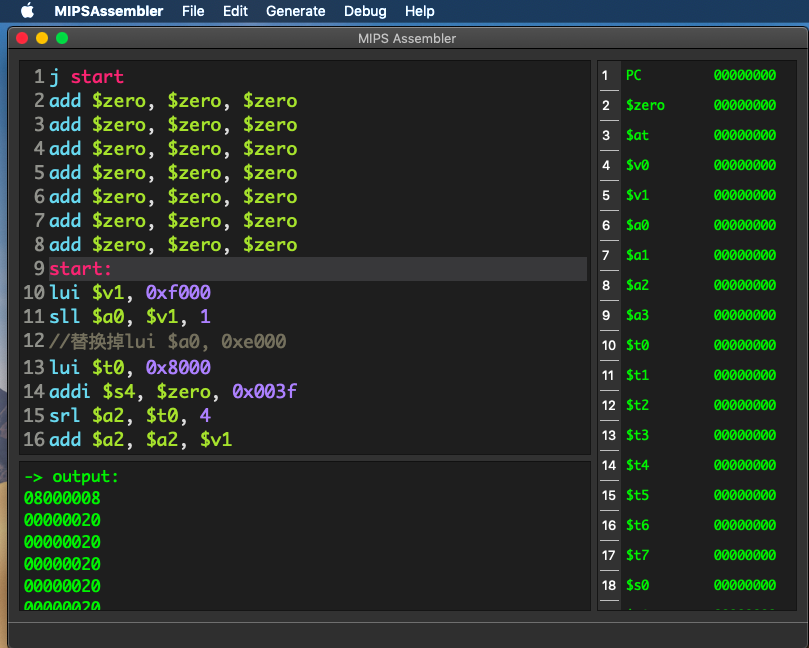 MIPSAssembler File Edit Generate Debug Help
MIPS Assembler
1 j start
2 add $zero, $zero, $zero
3 add $zero, $zero, $zero
4 add $zero, $zero, $zero
5 add $zero, $zero, $zero
6 add $zero, $zero, $zero
7 add $zero, $zero, $zero
8 add $zero, $zero, $zero
9 start:
10 lui $v1, 0xf000
11 sll $a0, $v1, 1
12 //替换掉lui $a0, 0xe000
13 lui $t0, 0x8000
14 addi $s4, $zero, 0x003f
15 srl $a2, $t0, 4
16 add $a2, $a2, $v1
-> output:
08000008
00000020
00000020
00000020
00000020
00000020
1 PC 00000000
2 $zero 00000000
3 $at 00000000
4 $v0 00000000
5 $v1 00000000
6 $a0 00000000
7 $a1 00000000
8 $a2 00000000
9 $a3 00000000
10 $t0 00000000
11 $t1 00000000
12 $t2 00000000
13 $t3 00000000
14 $t4 00000000
15 $t5 00000000
16 $t6 00000000
17 $t7 00000000
18 $s0 00000000